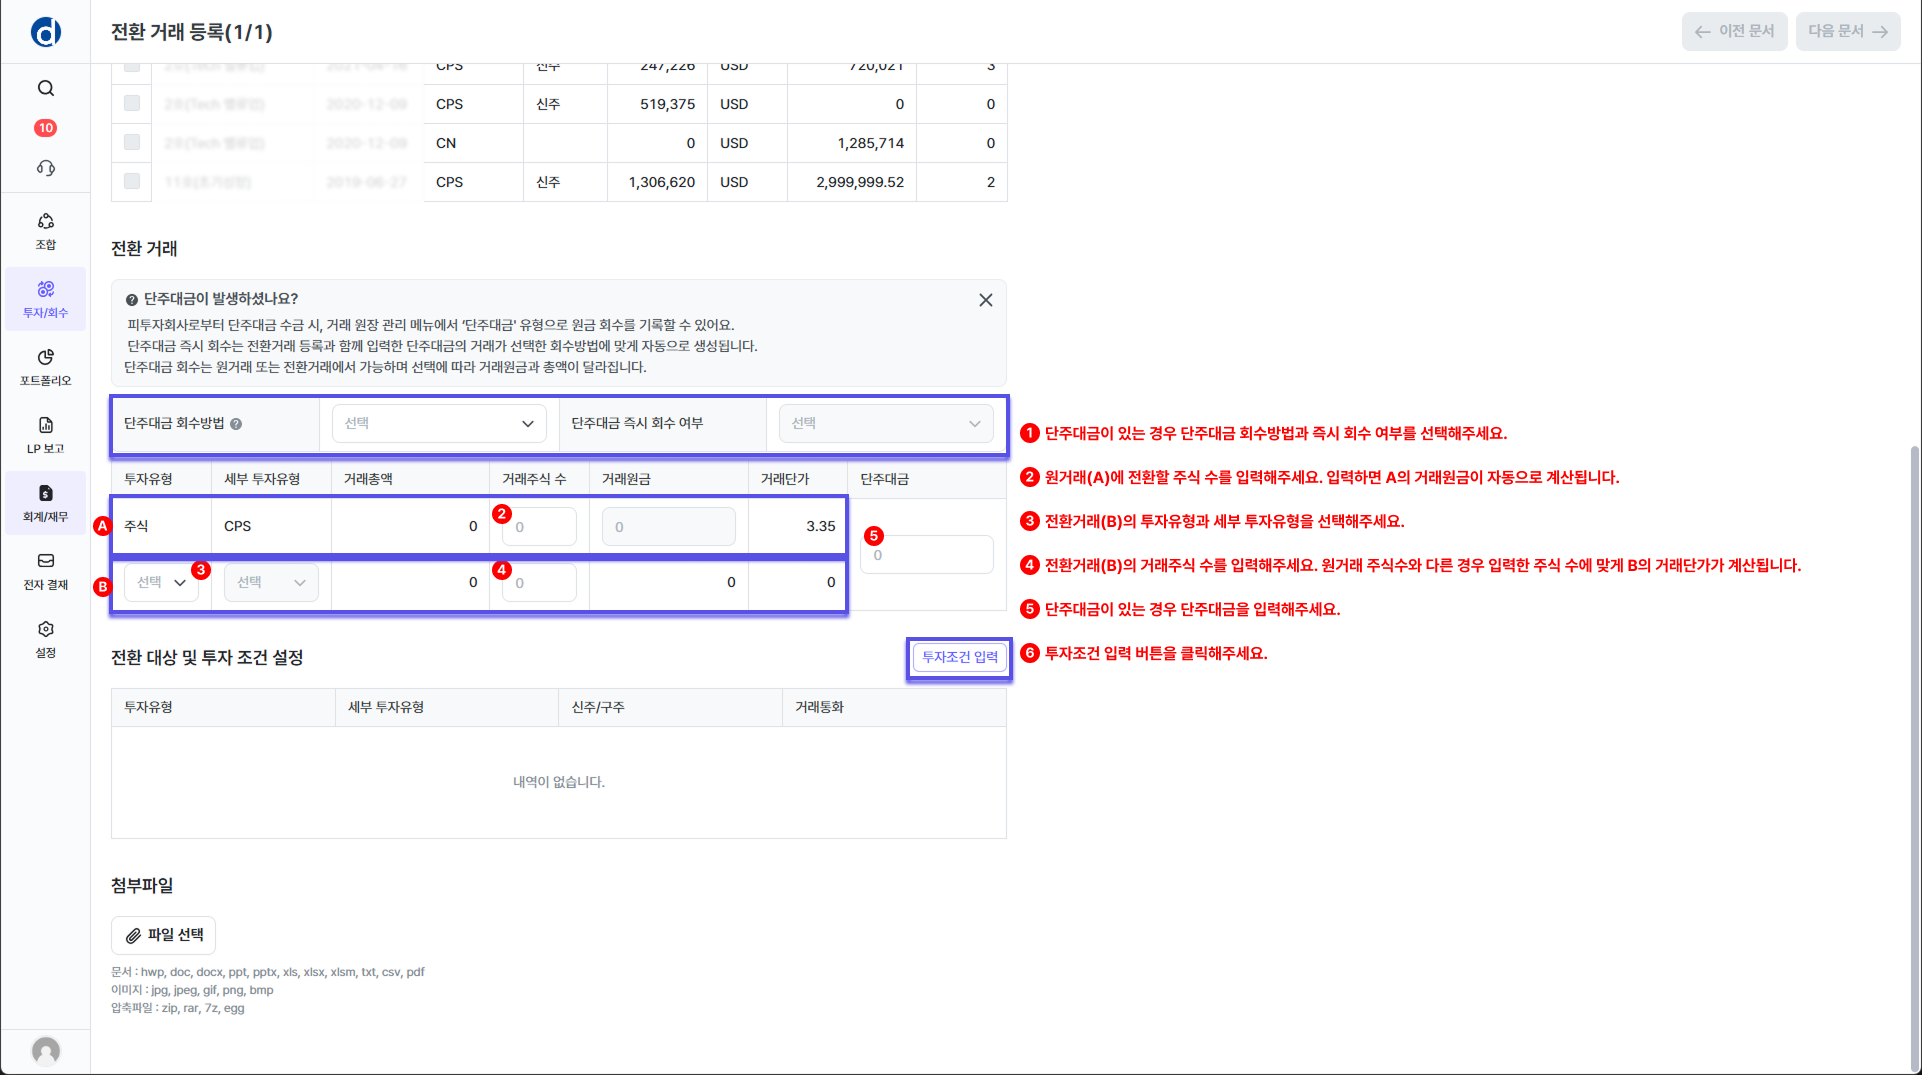 전환 거래 등록(1/1)
이전 문서
다음 문서
10
조합
투자/회수
포트폴리오
LP 보고
회계/재무
전자 결재
설정
CPS 신주 247,226 USD 720,021 3
CPS 신주 519,375 USD 0 0
CN 0 USD 1,285,714 0
CPS 신주 1,306,620 USD 2,999,999.52 2
전환 거래
단주대금이 발생하셨나요?
피투자회사로부터 단주대금 수금 시, 거래 원장 관리 메뉴에서 '단주대금' 유형으로 원금 회수를 기록할 수 있어요.
단주대금 즉시 회수는 전환거래 등록과 함께 입력한 단주대금의 거래가 선택한 회수방법에 맞게 자동으로 생성됩니다.
단주대금 회수는 원거래 또는 전환거래에서 가능하며 선택에 따라 거래원금과 총액이 달라집니다.
단주대금 회수방법 선택 단주대금 즉시 회수 여부 선택
투자유형 세부 투자유형 거래총액 거래주식 수 거래원금 거래단가 단주대금
A 주식 CPS 0 2 0 0 3.35
5 0
B 선택 3 선택 0 4 0 0 0
1 단주대금이 있는 경우 단주대금 회수방법과 즉시 회수 여부를 선택해주세요.
2 원거래(A)에 전환할 주식 수를 입력해주세요. 입력하면 A의 거래원금이 자동으로 계산됩니다.
3 전환거래(B)의 투자유형과 세부 투자유형을 선택해주세요.
4 전환거래(B)의 거래주식 수를 입력해주세요. 원거래 주식수와 다른 경우 입력한 주식 수에 맞게 B의 거래단가가 계산됩니다.
5 단주대금이 있는 경우 단주대금을 입력해주세요.
6 투자조건 입력 버튼을 클릭해주세요.
전환 대상 및 투자 조건 설정
투자조건 입력
투자유형 세부 투자유형 신주/구주 거래통화
내역이 없습니다.
첨부파일
파일 선택
문서 : hwp, doc, docx, ppt, pptx, xls, xlsx, xlsm, txt, csv, pdf
이미지 : jpg, jpeg, gif, png, bmp
압축파일 : zip, rar, 7z, egg